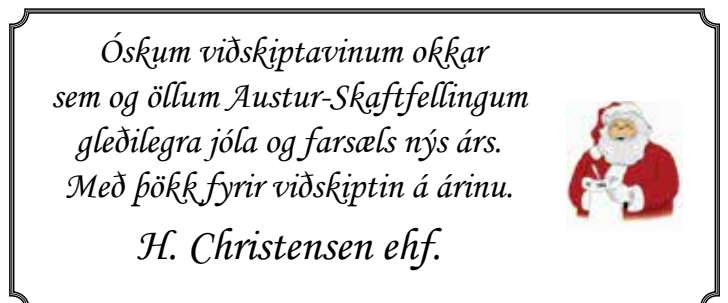 Óskum viðskiptavinum okkar
sem og öllum Austur-Skaftfellingum
gleðilegra jóla og farsæls nýs árs.
Með þökk fyrir viðskiptin á árinu.
H. Christensen ehf.